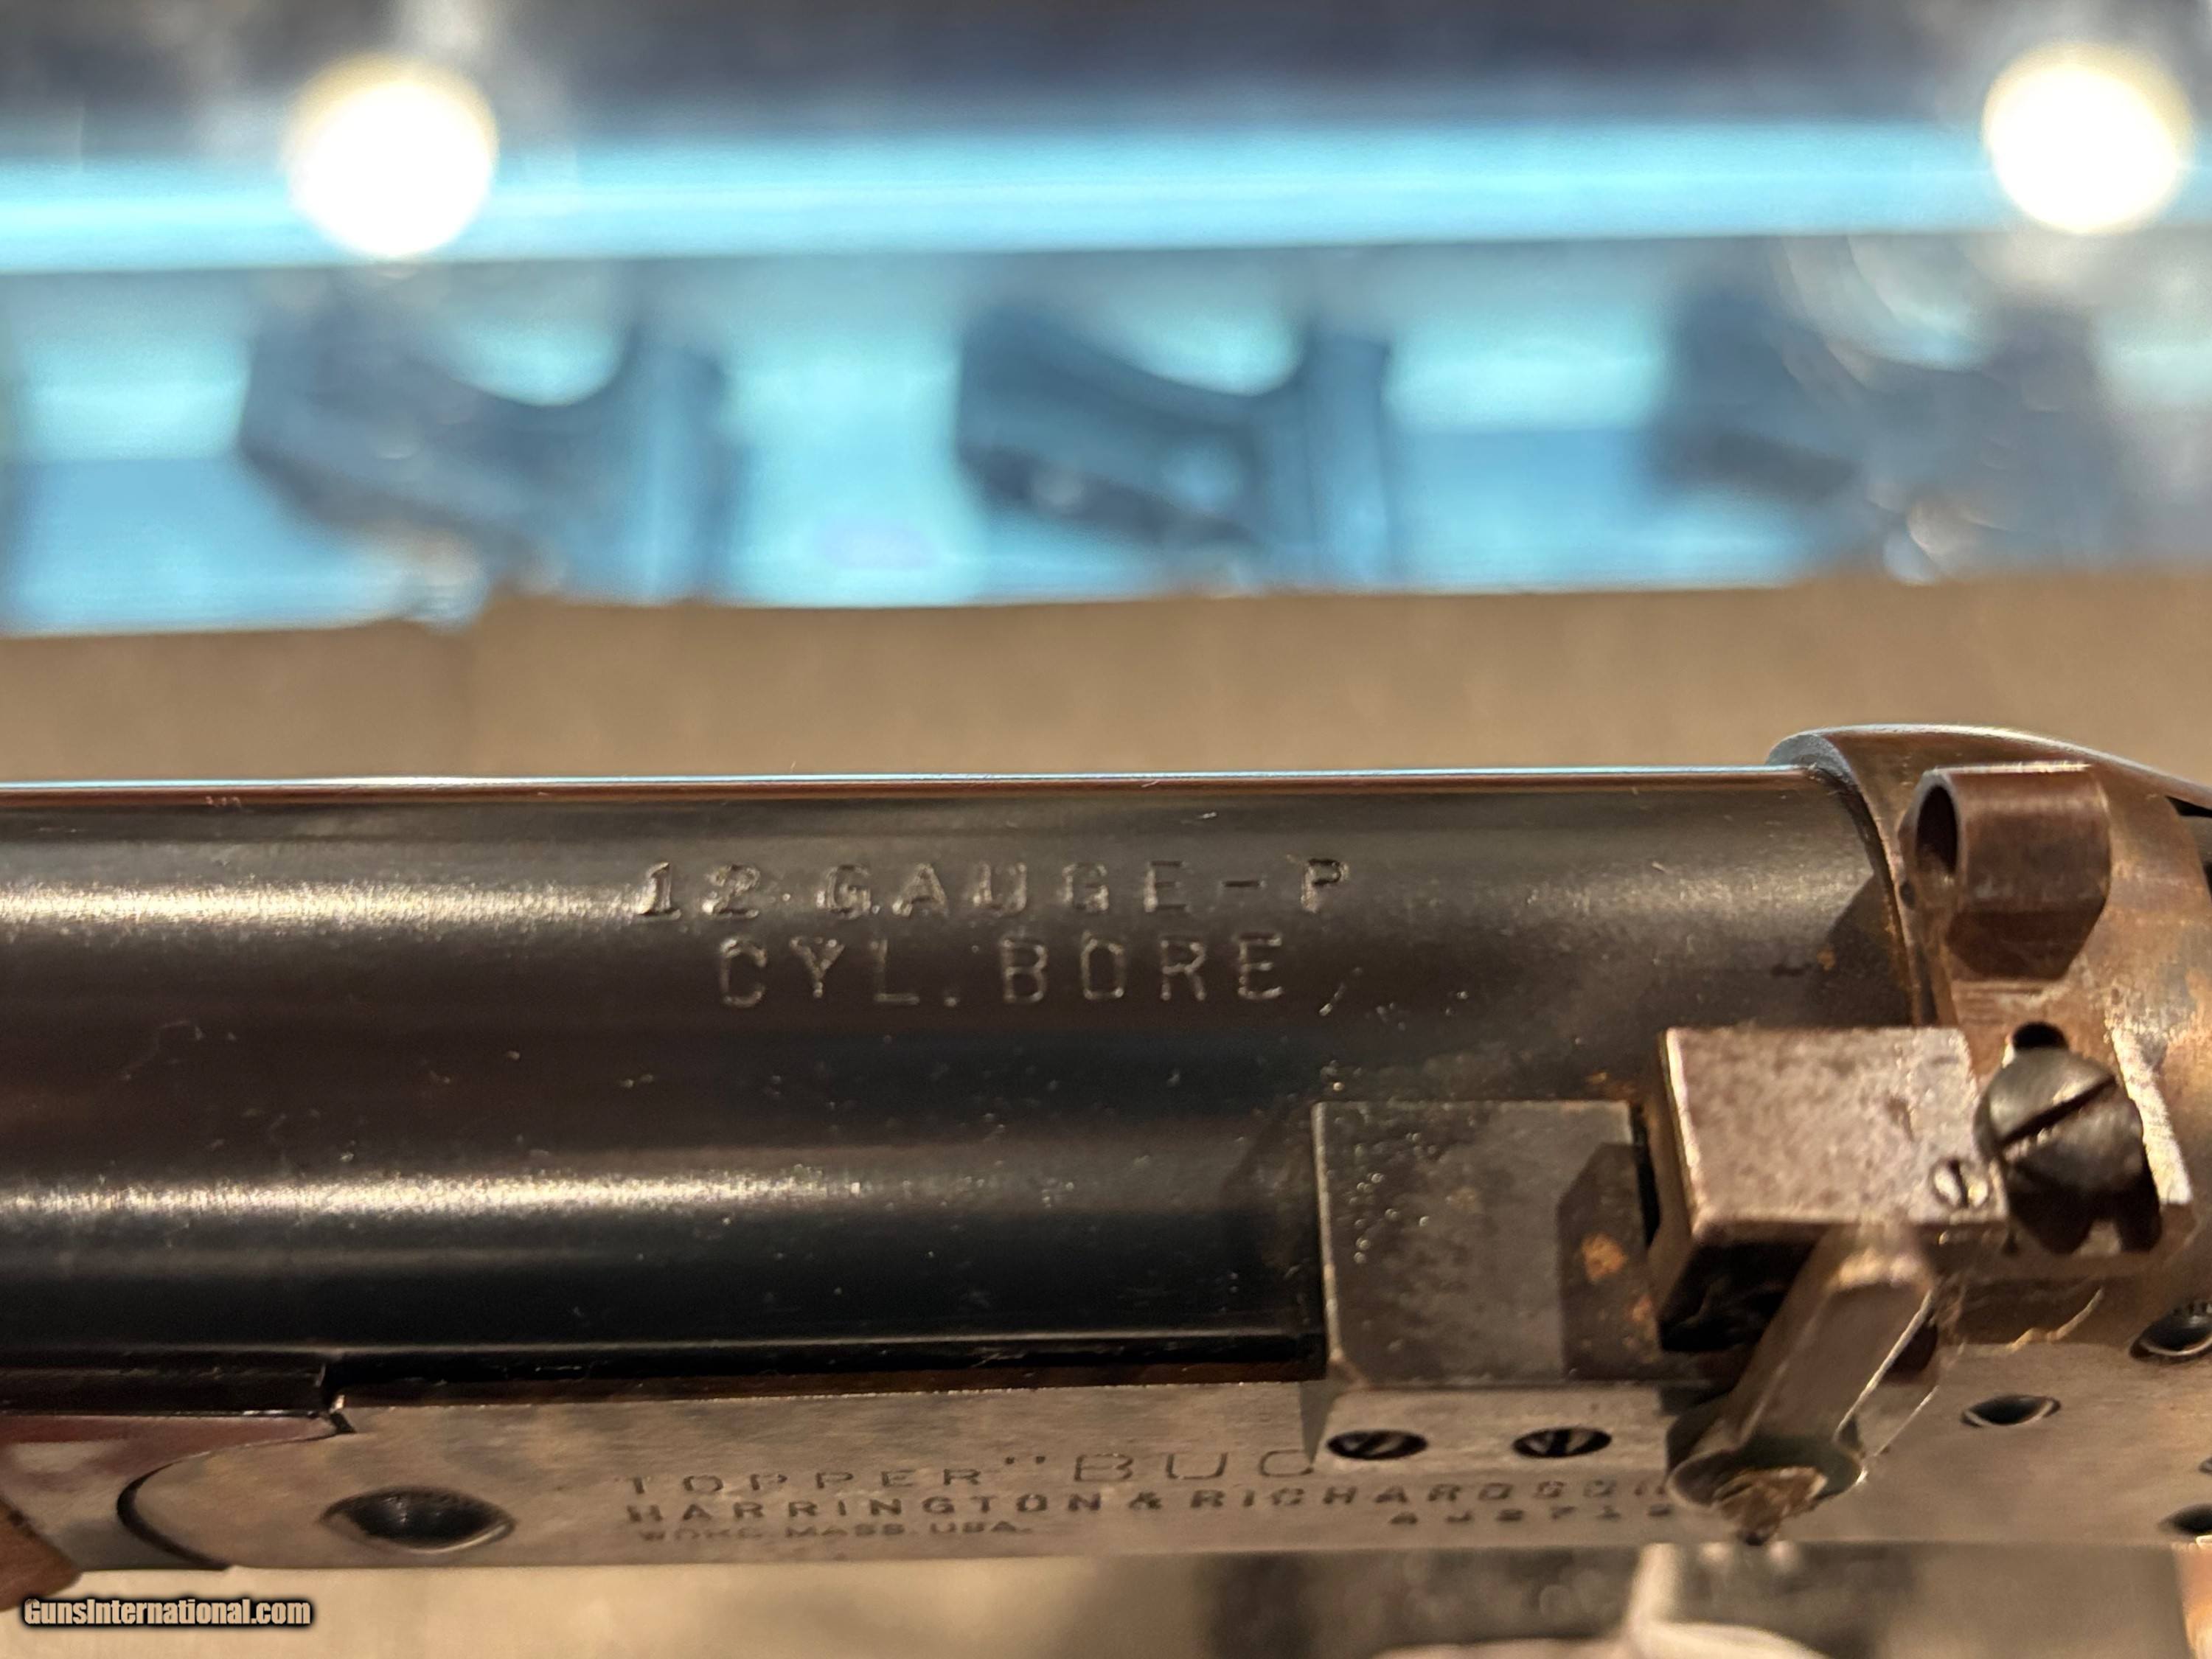 12 GAUGE-P
CYL. BORE
TOPPER "BUC
HARRINGTON & RICHARDSON
WORC. MASS. USA.
GunsInternational.com